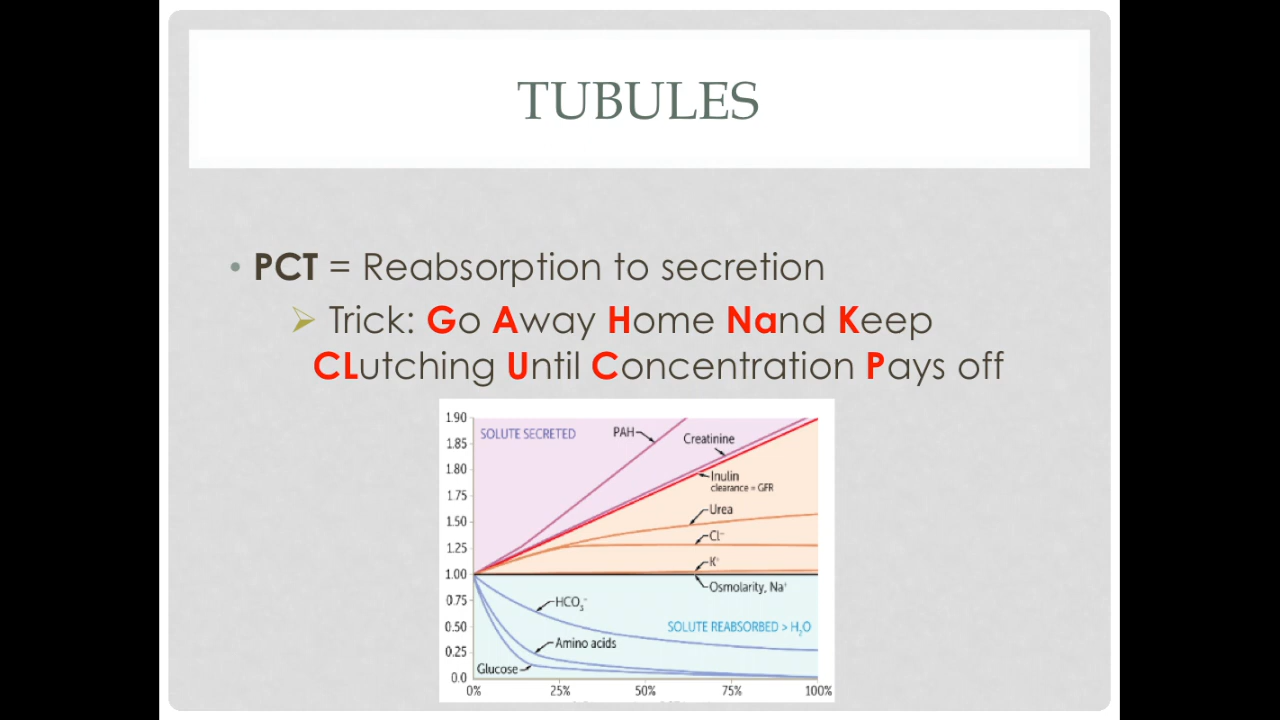 TUBULES
• PCT = Reabsorption to secretion
➢ Trick: Go Away Home Nand Keep
CLutching Until Concentration Pays off
1.90
SOLUTE SECRETED
PAH
Creatinine
1.85
1.80
Inulin
clearance = GFR
1.75
Urea
1.50
Cl⁻
1.25
K⁺
1.00
Osmolarity, Na⁺
0.75
HCO₃⁻
0.50
SOLUTE REABSORBED > H₂O
Amino acids
0.25
Glucose
0.0
0% 25% 50% 75% 100%